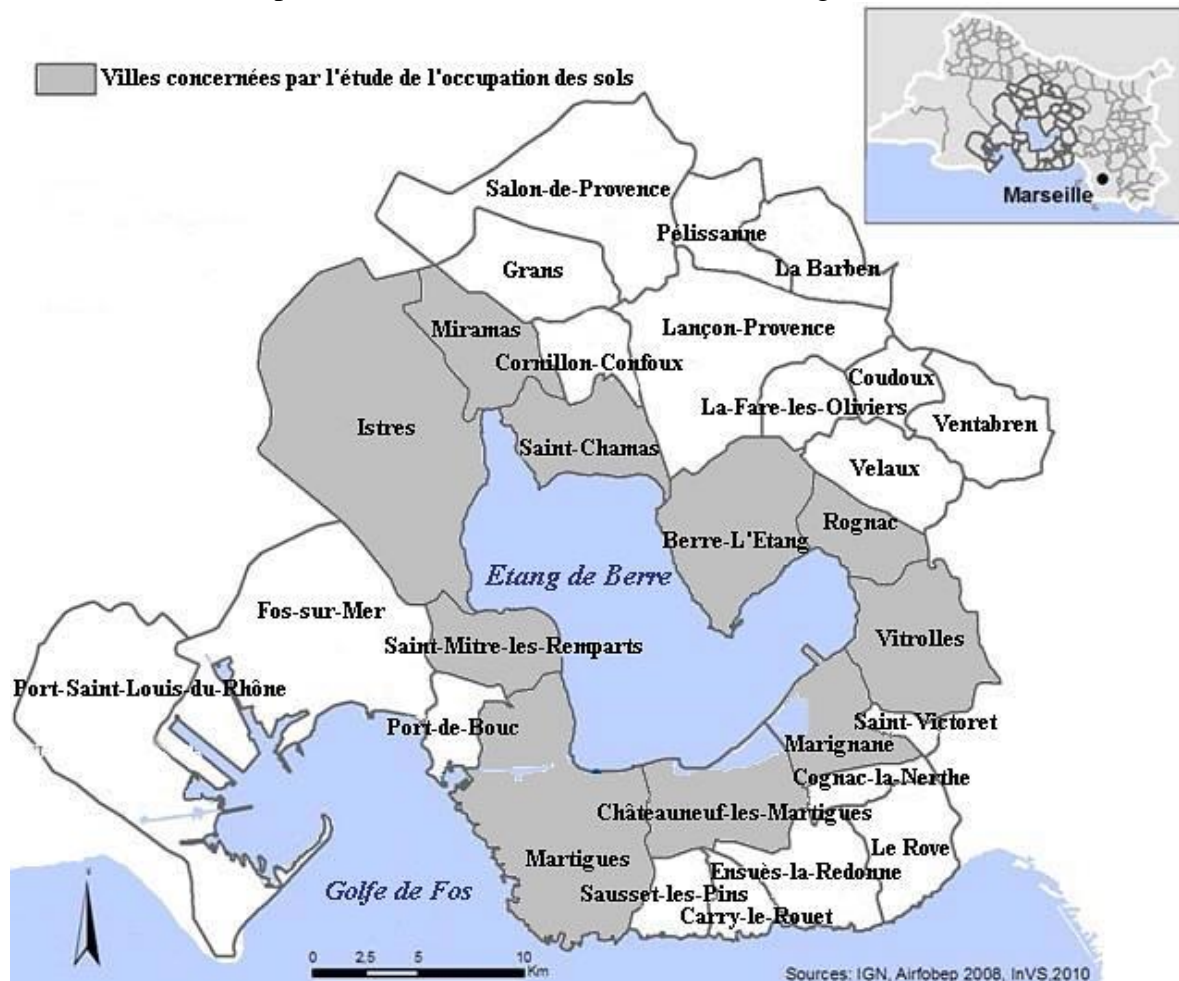 Villes concernées par l'étude de l'occupation des sols
Marseille
Salon-de-Provence
Pélissanne
Grans
La Barben
Miramas
Lançon-Provence
Cornillon-Confoux
Coudoux
La-Fare-les-Oliviers
Ventabren
Istres
Saint-Chamas
Velaux
Rognac
Berre-L'Etang
Etang de Berre
Fos-sur-Mer
Vitrolles
Saint-Mitre-les-Remparts
Port-Saint-Louis-du-Rhône
Port-de-Bouc
Saint-Victoret
Marignane
Cognac-la-Nerthe
Châteauneuf-les-Martigues
Le Rove
Martigues
Ensuès-la-Redonne
Golfe de Fos
Sausset-les-Pins
Carry-le-Rouet
0 2,5 5 10
Km
Sources: IGN, Airfobep 2008, InVS,2010